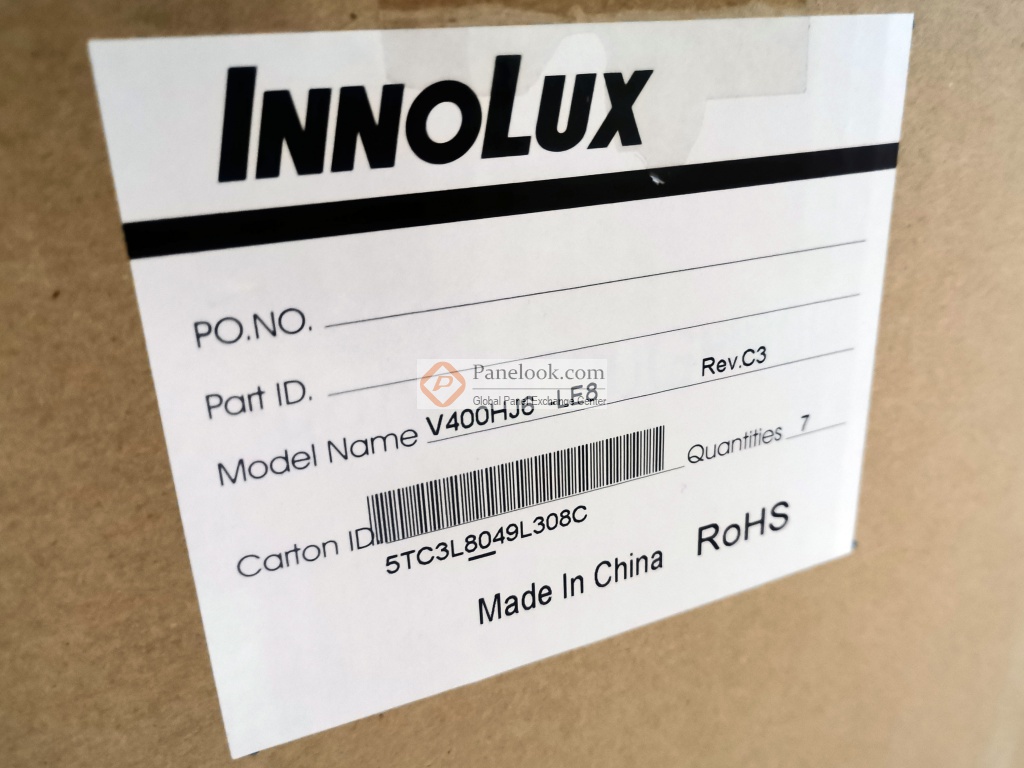 INNOLUX
PO.NO.
Part ID.
Panelook.com
Global Panel Exchange Center
Model Name V400HJ6 -LE8 Rev.C3
Carton ID Quantities 7
5TC3L8049L308C
Made In China RoHS